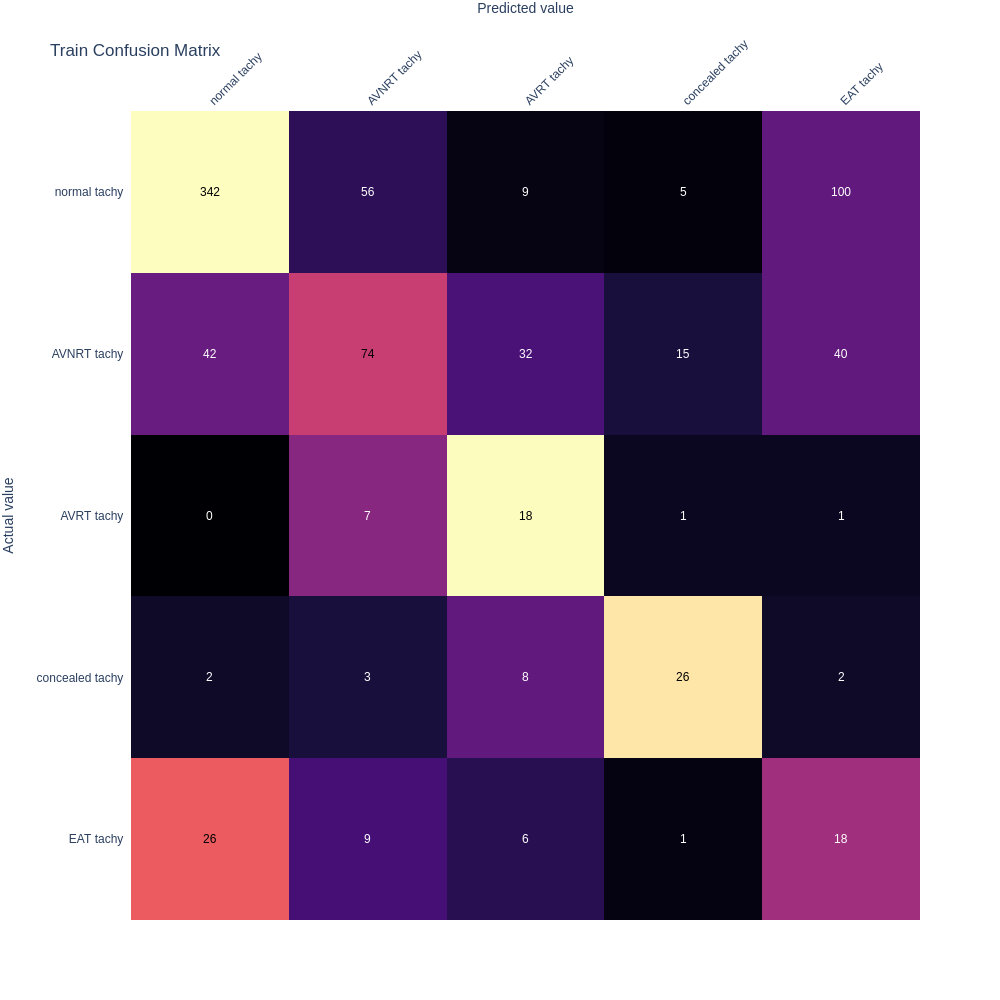 Predicted value
Train Confusion Matrix
normal tachy AVNRT tachy AVRT tachy concealed tachy EAT tachy
normal tachy 342 56 9 5 100
AVNRT tachy 42 74 32 15 40
Actual value
AVRT tachy 0 7 18 1 1
concealed tachy 2 3 8 26 2
EAT tachy 26 9 6 1 18